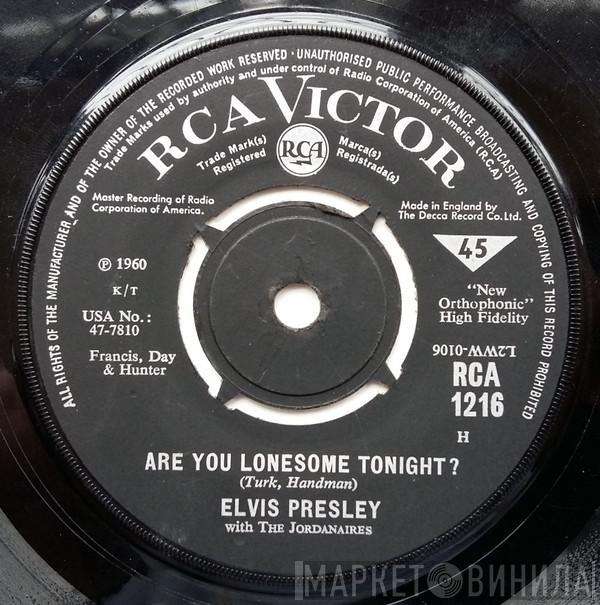 ALL RIGHTS OF THE MANUFACTURER AND OF THE OWNER OF THE RECORDED WORK RESERVED · UNAUTHORISED PUBLIC PERFORMANCE BROADCASTING AND COPYING OF THIS RECORD PROHIBITED
Trade Marks used by authority and under control of Radio Corporation of America (R.C.A)
RCA VICTOR
Trade Mark(s)
Registered
RCA
Marca(s)
Registrada(s)
Master Recording of Radio
Corporation of America.
Made in England by
The Decca Record Co. Ltd.
45
℗ 1960
K/T
USA No.:
47-7810
Francis, Day
& Hunter
"New
Orthophonic"
High Fidelity
L2WW-0106
RCA
1216
H
ARE YOU LONESOME TONIGHT?
(Turk, Handman)
ELVIS PRESLEY
with THE JORDANAIRES
МАРКЕТ ВИНИЛА